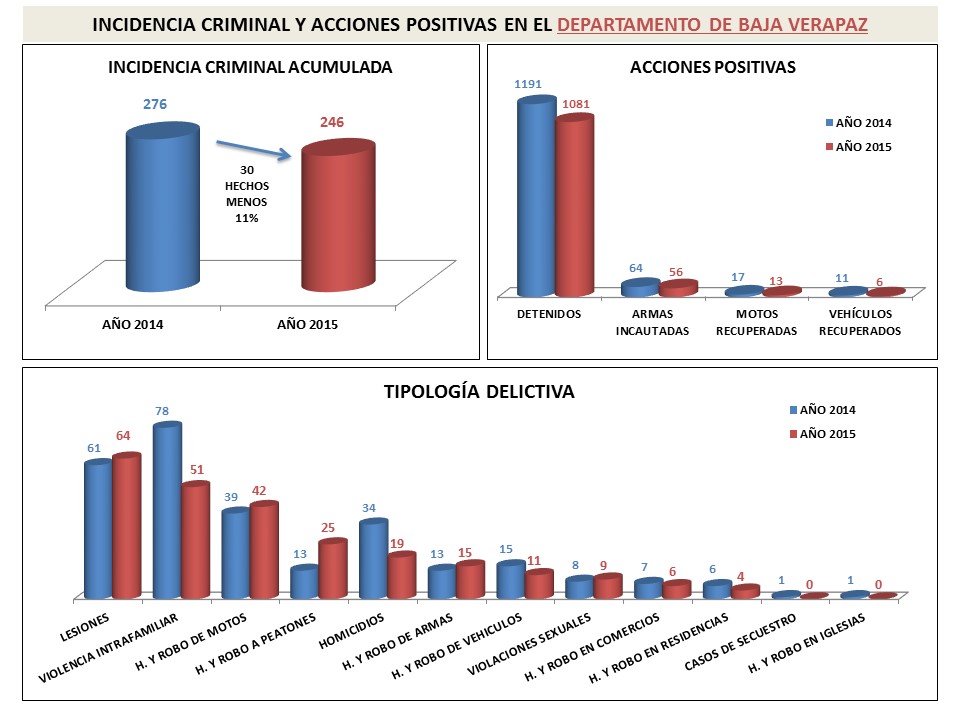 INCIDENCIA CRIMINAL Y ACCIONES POSITIVAS EN EL DEPARTAMENTO DE BAJA VERAPAZ
INCIDENCIA CRIMINAL ACUMULADA
276
246
30
HECHOS
MENOS
11%
AÑO 2014
AÑO 2015
ACCIONES POSITIVAS
1191
1081
AÑO 2014
AÑO 2015
64
56
17
13
11
6
DETENIDOS
ARMAS
INCAUTADAS
MOTOS
RECUPERADAS
VEHÍCULOS
RECUPERADOS
TIPOLOGÍA DELICTIVA
AÑO 2014
AÑO 2015
61
64
78
51
39
42
13
25
34
19
13
15
15
11
8
9
7
6
6
4
1
0
1
0
LESIONES
VIOLENCIA INTRAFAMILIAR
H. Y ROBO DE MOTOS
H. Y ROBO A PEATONES
HOMICIDIOS
H. Y ROBO DE ARMAS
H. Y ROBO DE VEHICULOS
VIOLACIONES SEXUALES
H. Y ROBO EN COMERCIOS
H. Y ROBO EN RESIDENCIAS
CASOS DE SECUESTRO
H. Y ROBO EN IGLESIAS